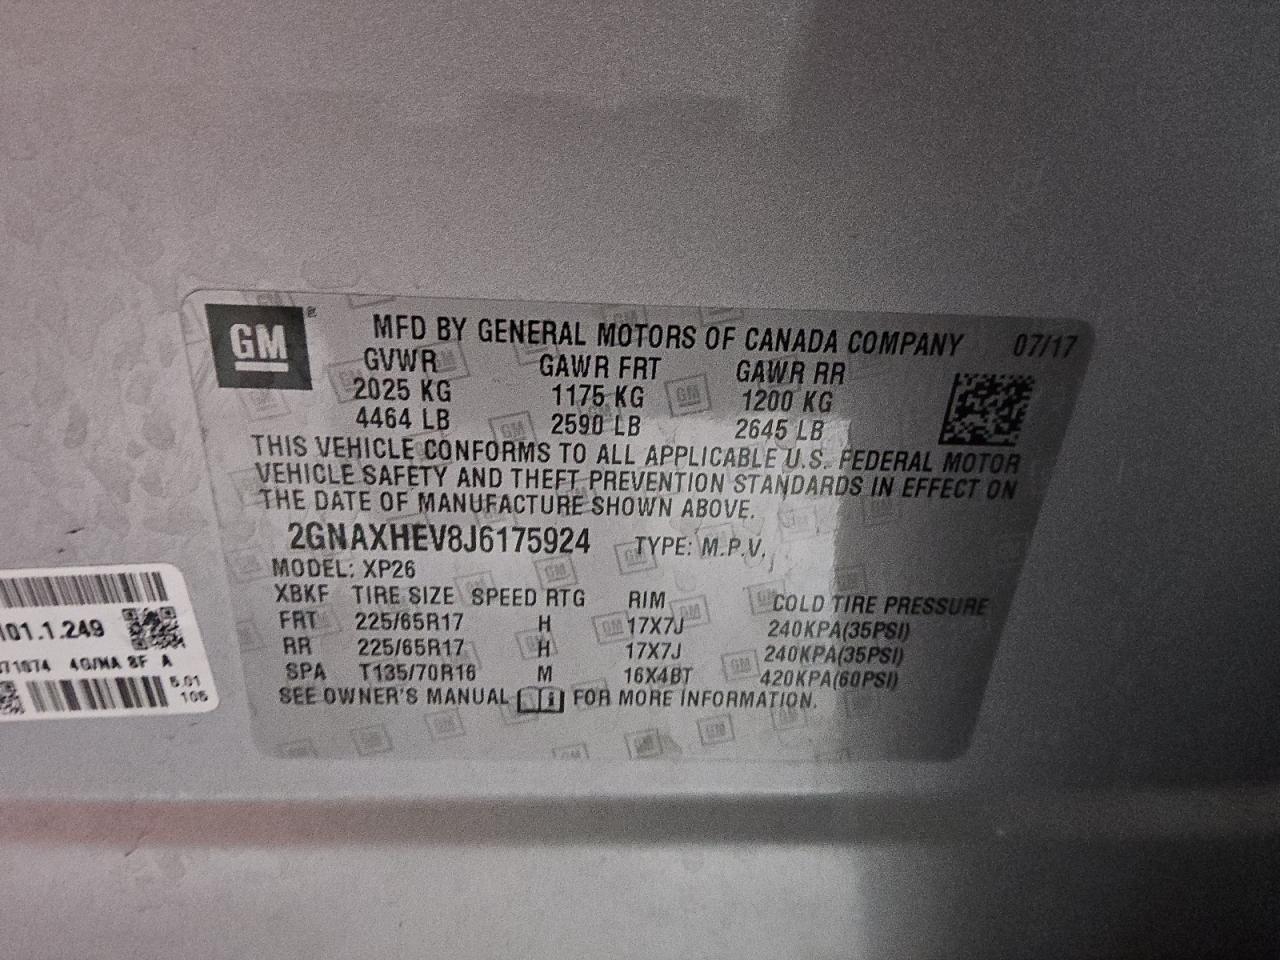 GM ®
MFD BY GENERAL MOTORS OF CANADA COMPANY 07/17
GVWR GAWR FRT GAWR RR
2025 KG 1175 KG 1200 KG
4464 LB 2590 LB 2645 LB
THIS VEHICLE CONFORMS TO ALL APPLICABLE U.S. FEDERAL MOTOR
VEHICLE SAFETY AND THEFT PREVENTION STANDARDS IN EFFECT ON
THE DATE OF MANUFACTURE SHOWN ABOVE.
2GNAXHEV8J6175924 TYPE: M.P.V.
MODEL: XP26
XBKF TIRE SIZE SPEED RTG RIM COLD TIRE PRESSURE
FRT 225/65R17 H 17X7J 240KPA(35PSI)
RR 225/65R17 H 17X7J 240KPA(35PSI)
SPA T135/70R16 M 16X4BT 420KPA(60PSI)
SEE OWNER'S MANUAL FOR MORE INFORMATION.
01.1.249
71874 4G/NA 8F A
5.01
105